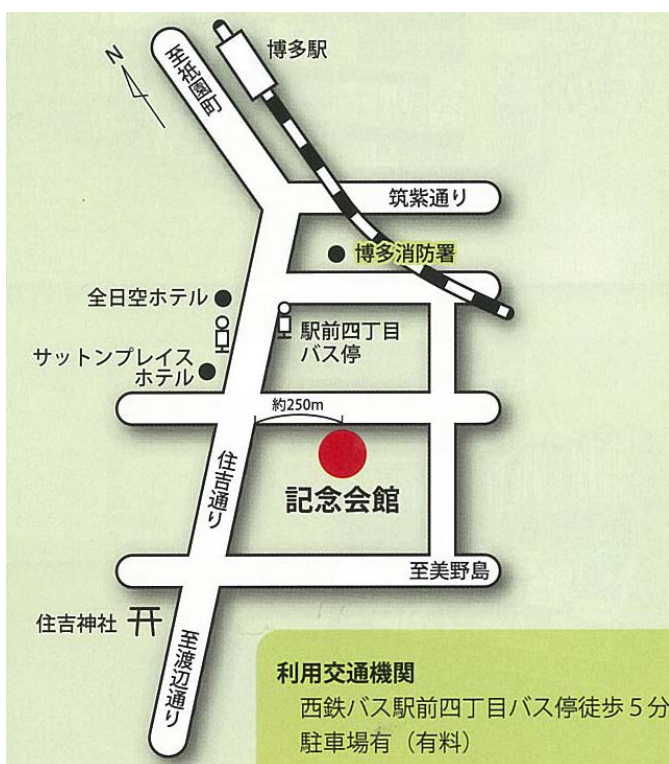 博多駅
N
至祇園町
筑紫通り
博多消防署
全日空ホテル
駅前四丁目
バス停
サットンプレイス
ホテル
約250m
住吉通り
記念会館
至美野島
住吉神社
至渡辺通り
利用交通機関
西鉄バス駅前四丁目バス停徒歩5分
駐車場有（有料）